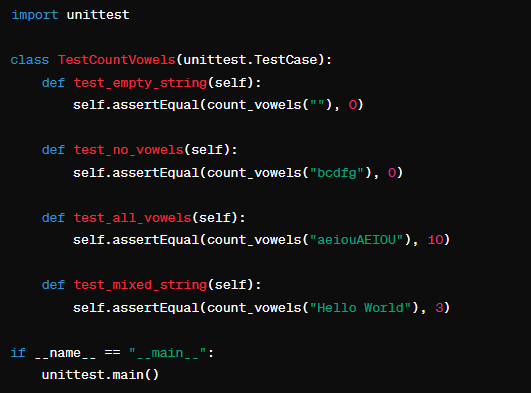 import unittest
class TestCountVowels(unittest.TestCase):
    def test_empty_string(self):
        self.assertEqual(count_vowels(""), 0)
    def test_no_vowels(self):
        self.assertEqual(count_vowels("bcdfg"), 0)
    def test_all_vowels(self):
        self.assertEqual(count_vowels("aeiouAEIOU"), 10)
    def test_mixed_string(self):
        self.assertEqual(count_vowels("Hello World"), 3)
if __name__ == "__main__":
    unittest.main()